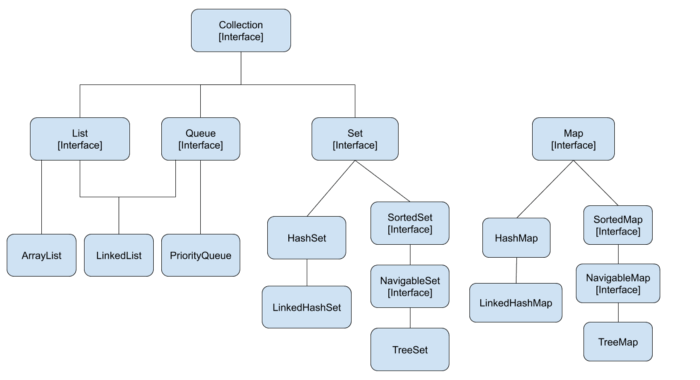 Collection
[Interface]
List
[Interface]
Queue
[Interface]
Set
[Interface]
Map
[Interface]
ArrayList
LinkedList
PriorityQueue
HashSet
SortedSet
[Interface]
HashMap
SortedMap
[Interface]
LinkedHashSet
NavigableSet
[Interface]
LinkedHashMap
NavigableMap
[Interface]
TreeSet
TreeMap